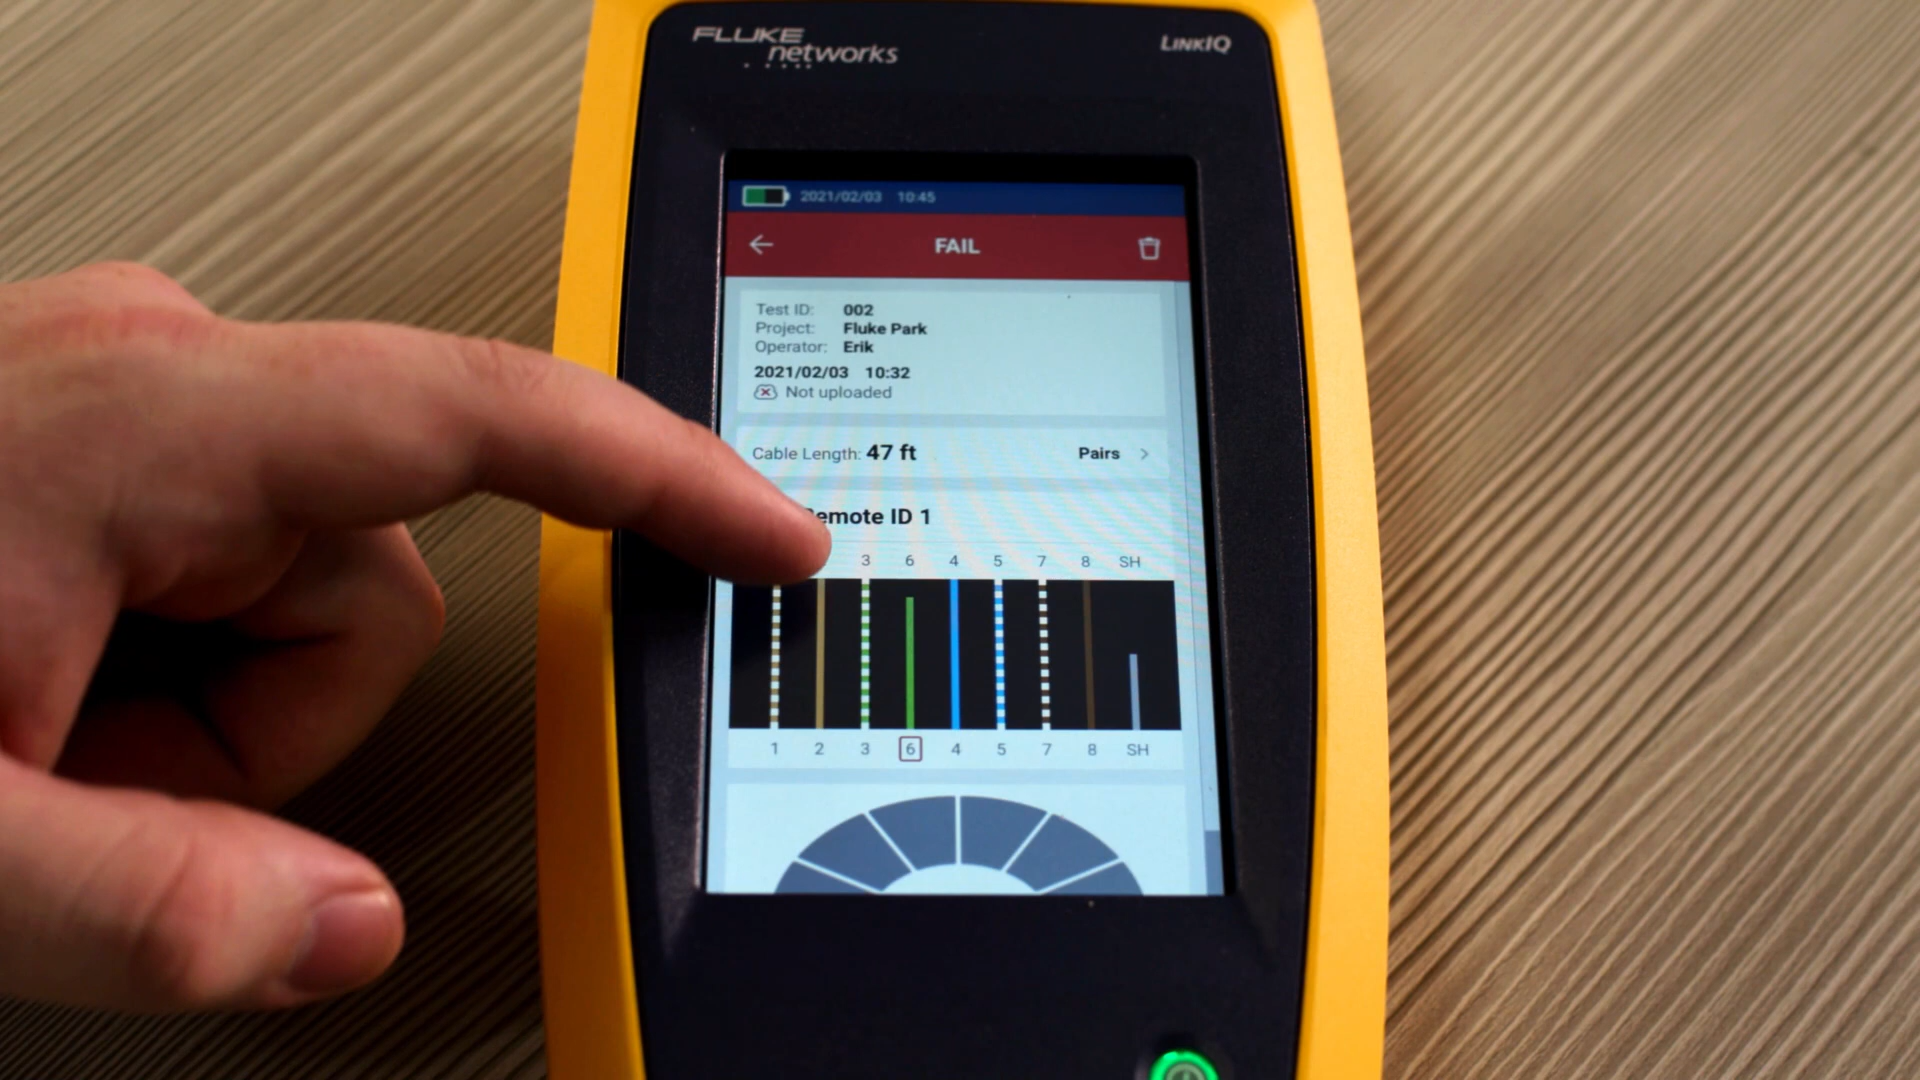 FLUKE
networks
LINKIQ
2021/02/03 10:45
FAIL
Test ID: 002
Project: Fluke Park
Operator: Erik
2021/02/03 10:32
Not uploaded
Cable Length: 47 ft Pairs >
Remote ID 1
3 6 4 5 7 8 SH
1 2 3 6 4 5 7 8 SH